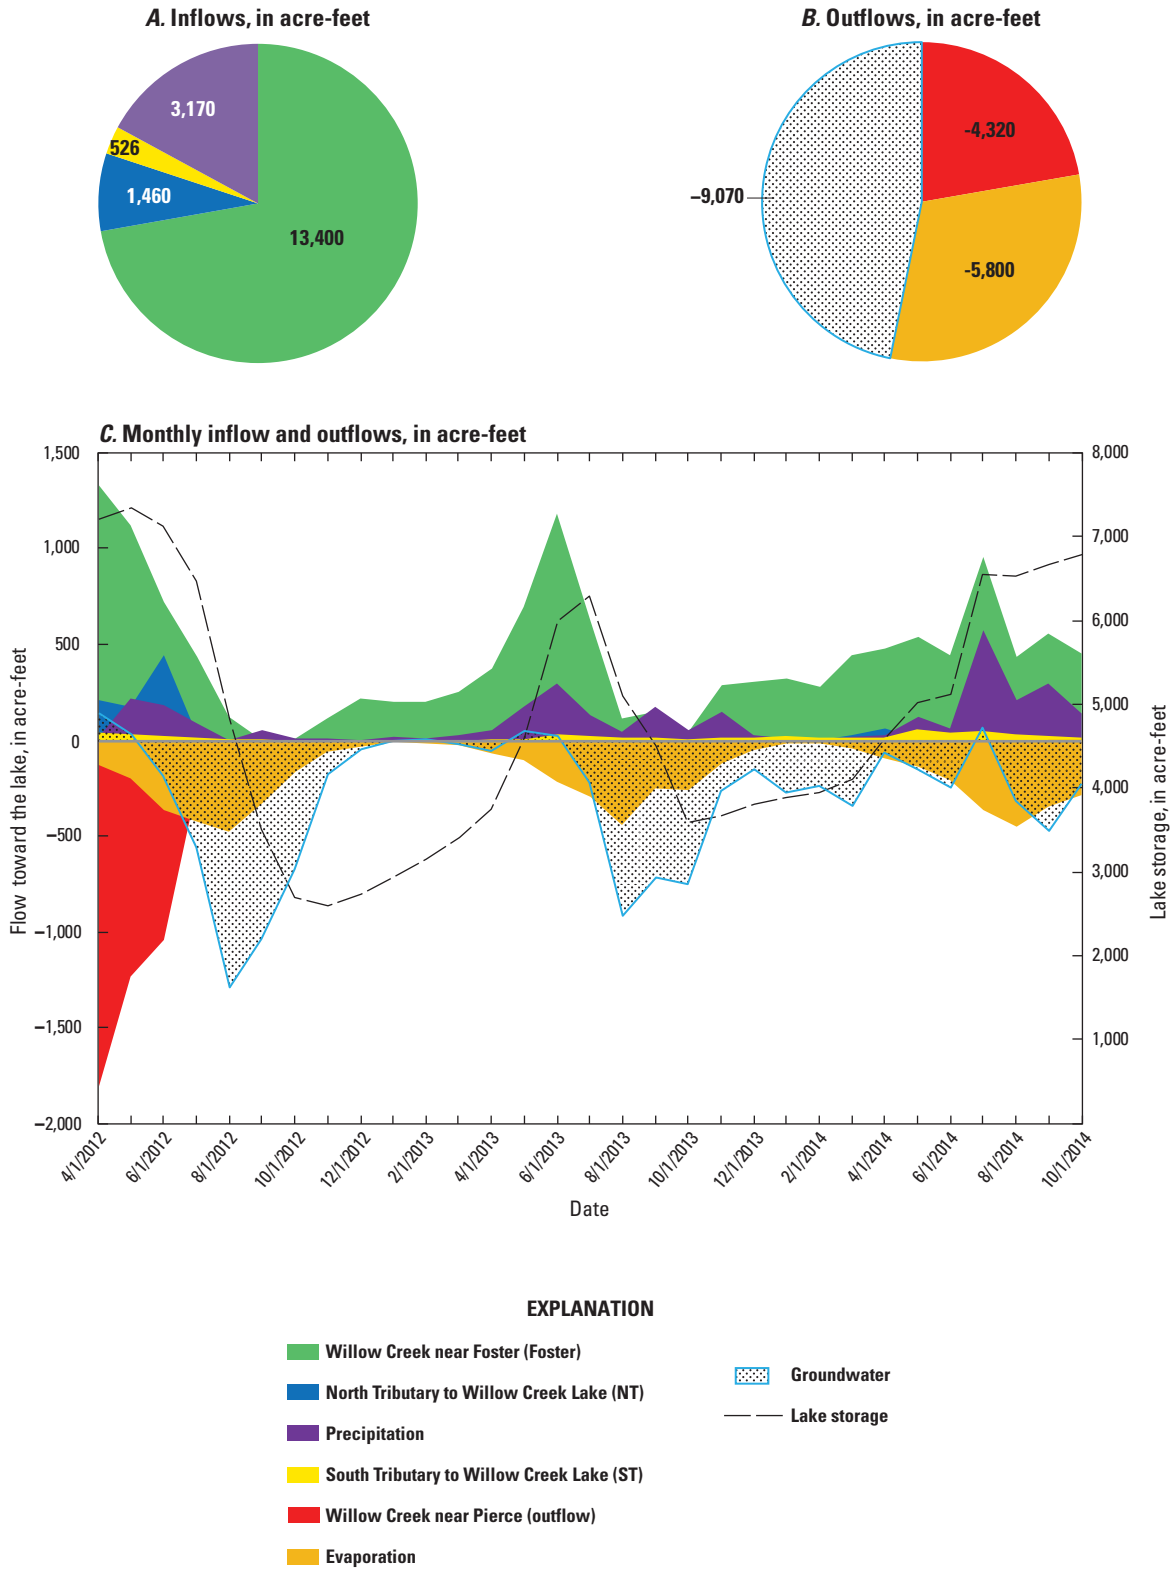 A. Inflows, in acre-feet
3,170
526
1,460
13,400
B. Outflows, in acre-feet
-4,320
−9,070
-5,800
C. Monthly inflow and outflows, in acre-feet
Flow toward the lake, in acre-feet
1,500
1,000
500
0
−500
−1,000
−1,500
−2,000
8,000
7,000
6,000
5,000
4,000
3,000
2,000
1,000
Lake storage, in acre-feet
4/1/2012
6/1/2012
8/1/2012
10/1/2012
12/1/2012
2/1/2013
4/1/2013
6/1/2013
8/1/2013
10/1/2013
12/1/2013
2/1/2014
4/1/2014
6/1/2014
8/1/2014
10/1/2014
Date
EXPLANATION
Willow Creek near Foster (Foster)
North Tributary to Willow Creek Lake (NT)
Precipitation
South Tributary to Willow Creek Lake (ST)
Willow Creek near Pierce (outflow)
Evaporation
Groundwater
Lake storage